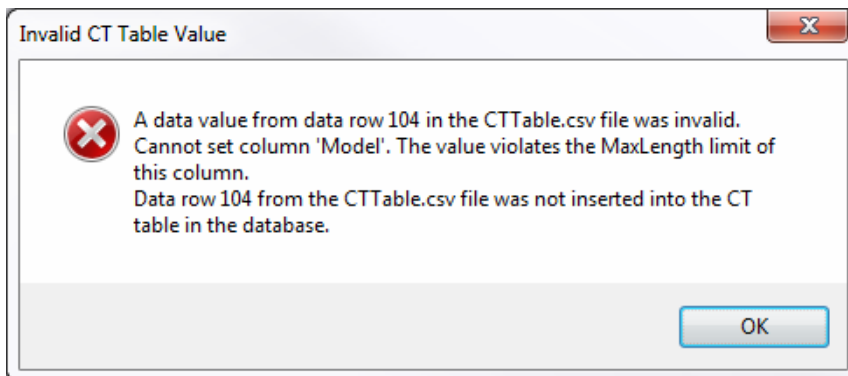 Invalid CT Table Value
A data value from data row 104 in the CTTable.csv file was invalid.
Cannot set column 'Model'. The value violates the MaxLength limit of
this column.
Data row 104 from the CTTable.csv file was not inserted into the CT
table in the database.
OK